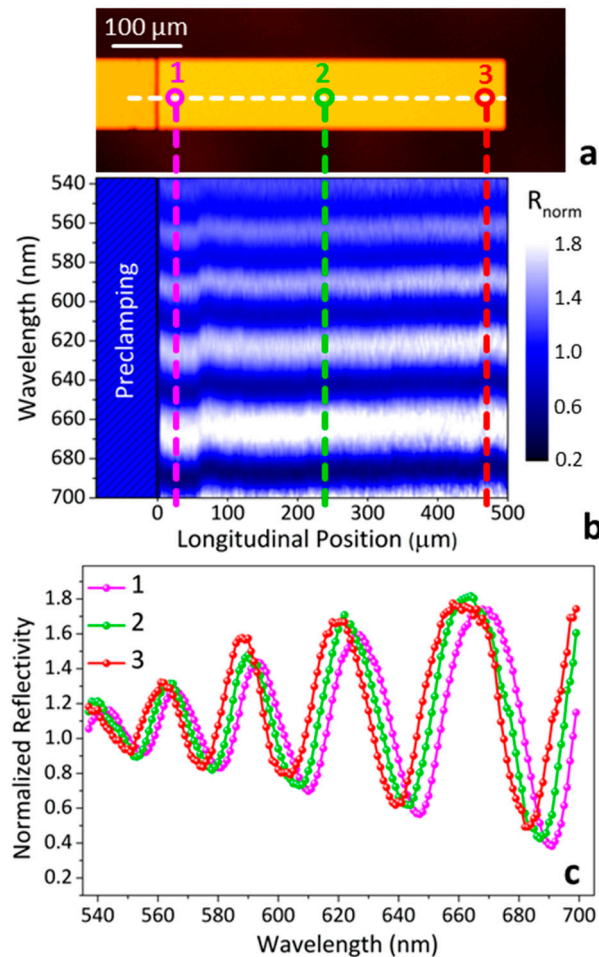 100 μm
1
2
3
a
540
560
580
600
620
640
660
680
700
Wavelength (nm)
Preclamping
R_norm
1.8
1.4
1.0
0.6
0.2
0 100 200 300 400 500
Longitudinal Position (μm)
b
1
2
3
1.8
1.6
1.4
1.2
1.0
0.8
0.6
0.4
0.2
Normalized Reflectivity
c
540 560 580 600 620 640 660 680 700
Wavelength (nm)